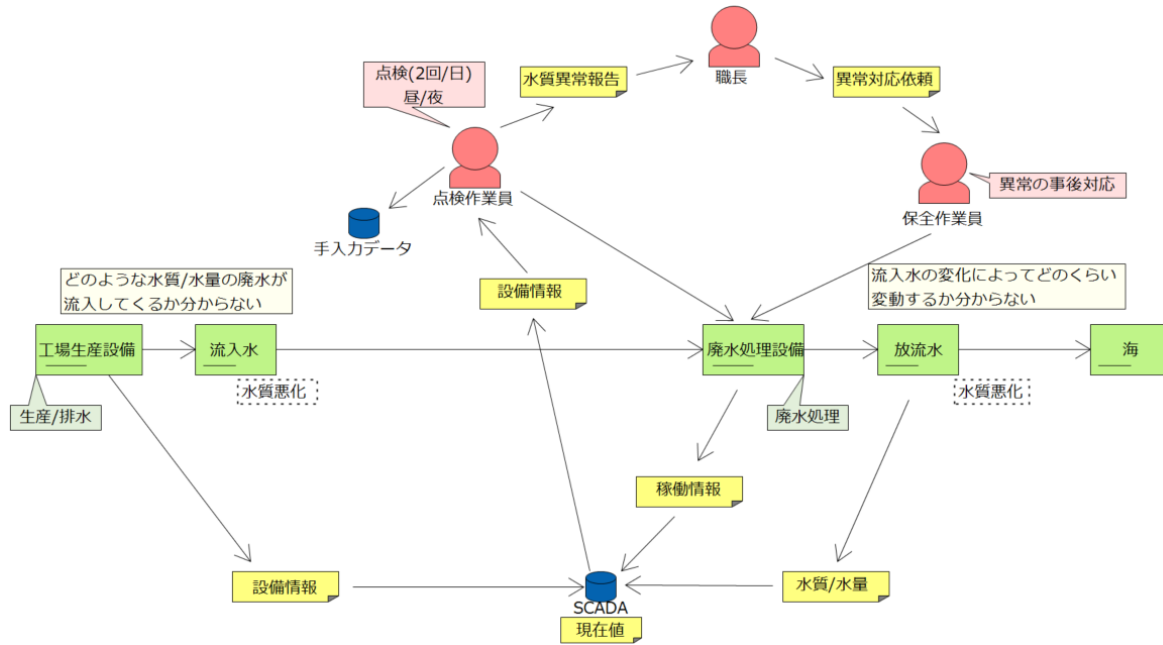 職長
点検(2回/日)
昼/夜
水質異常報告
異常対応依頼
点検作業員
異常の事後対応
保全作業員
手入力データ
どのような水質/水量の廃水が
流入してくるか分からない
設備情報
流入水の変化によってどのくらい
変動するか分からない
工場生産設備
流入水
廃水処理設備
放流水
海
水質悪化
水質悪化
生産/排水
廃水処理
稼働情報
設備情報
水質/水量
SCADA
現在値